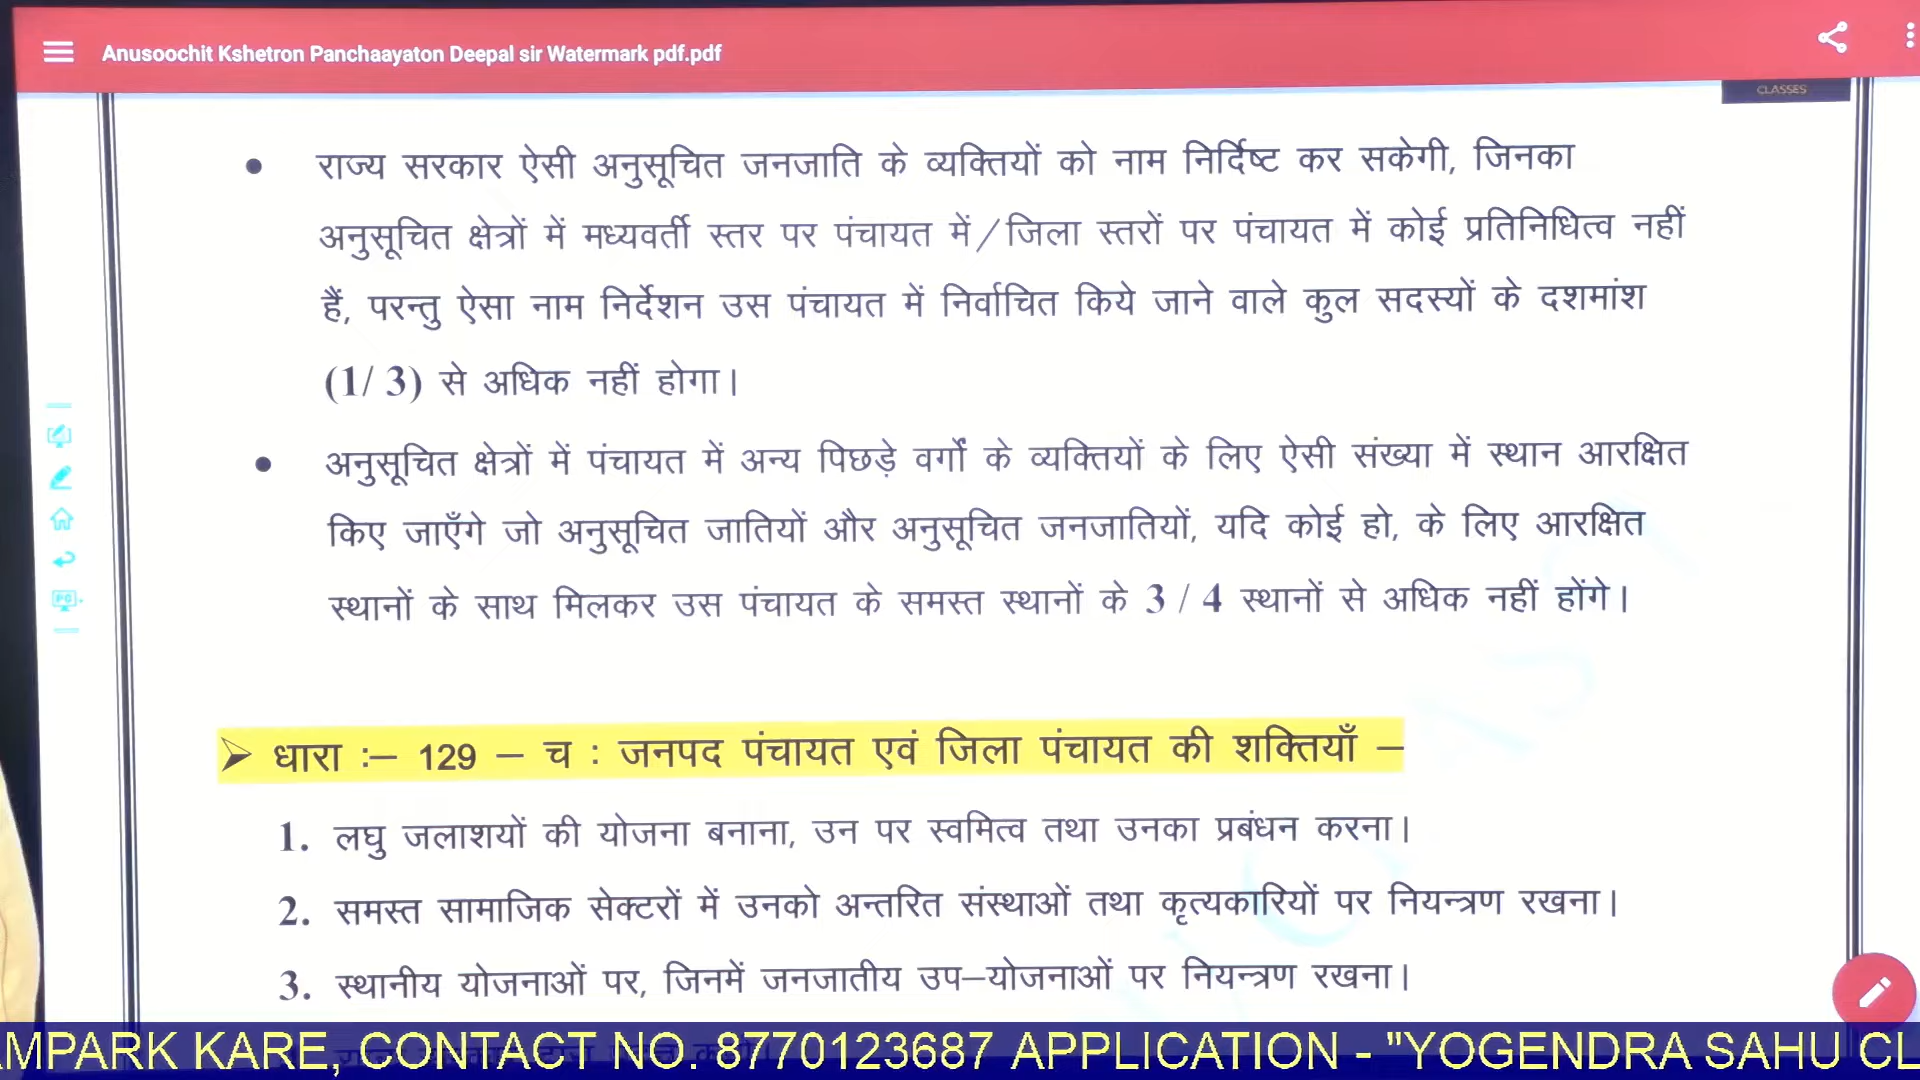 Anusoochit Kshetron Panchaayaton Deepal sir Watermark pdf.pdf
CLASSES
• राज्य सरकार ऐसी अनुसूचित जनजाति के व्यक्तियों को नाम निर्दिष्ट कर सकेगी, जिनका
अनुसूचित क्षेत्रों में मध्यवर्ती स्तर पर पंचायत में/जिला स्तरों पर पंचायत में कोई प्रतिनिधित्व नहीं
हैं, परन्तु ऐसा नाम निर्देशन उस पंचायत में निर्वाचित किये जाने वाले कुल सदस्यों के दशमांश
(1/ 3) से अधिक नहीं होगा।
• अनुसूचित क्षेत्रों में पंचायत में अन्य पिछड़े वर्गों के व्यक्तियों के लिए ऐसी संख्या में स्थान आरक्षित
किए जाएँगे जो अनुसूचित जातियों और अनुसूचित जनजातियों, यदि कोई हो, के लिए आरक्षित
स्थानों के साथ मिलकर उस पंचायत के समस्त स्थानों के 3 / 4 स्थानों से अधिक नहीं होंगे।
➢ धारा :– 129 – च : जनपद पंचायत एवं जिला पंचायत की शक्तियाँ –
1. लघु जलाशयों की योजना बनाना, उन पर स्वमित्व तथा उनका प्रबंधन करना।
2. समस्त सामाजिक सेक्टरों में उनको अन्तरित संस्थाओं तथा कृत्यकारियों पर नियन्त्रण रखना।
3. स्थानीय योजनाओं पर, जिनमें जनजातीय उप–योजनाओं पर नियन्त्रण रखना।
AMPARK KARE, CONTACT NO. 8770123687 APPLICATION - "YOGENDRA SAHU CL